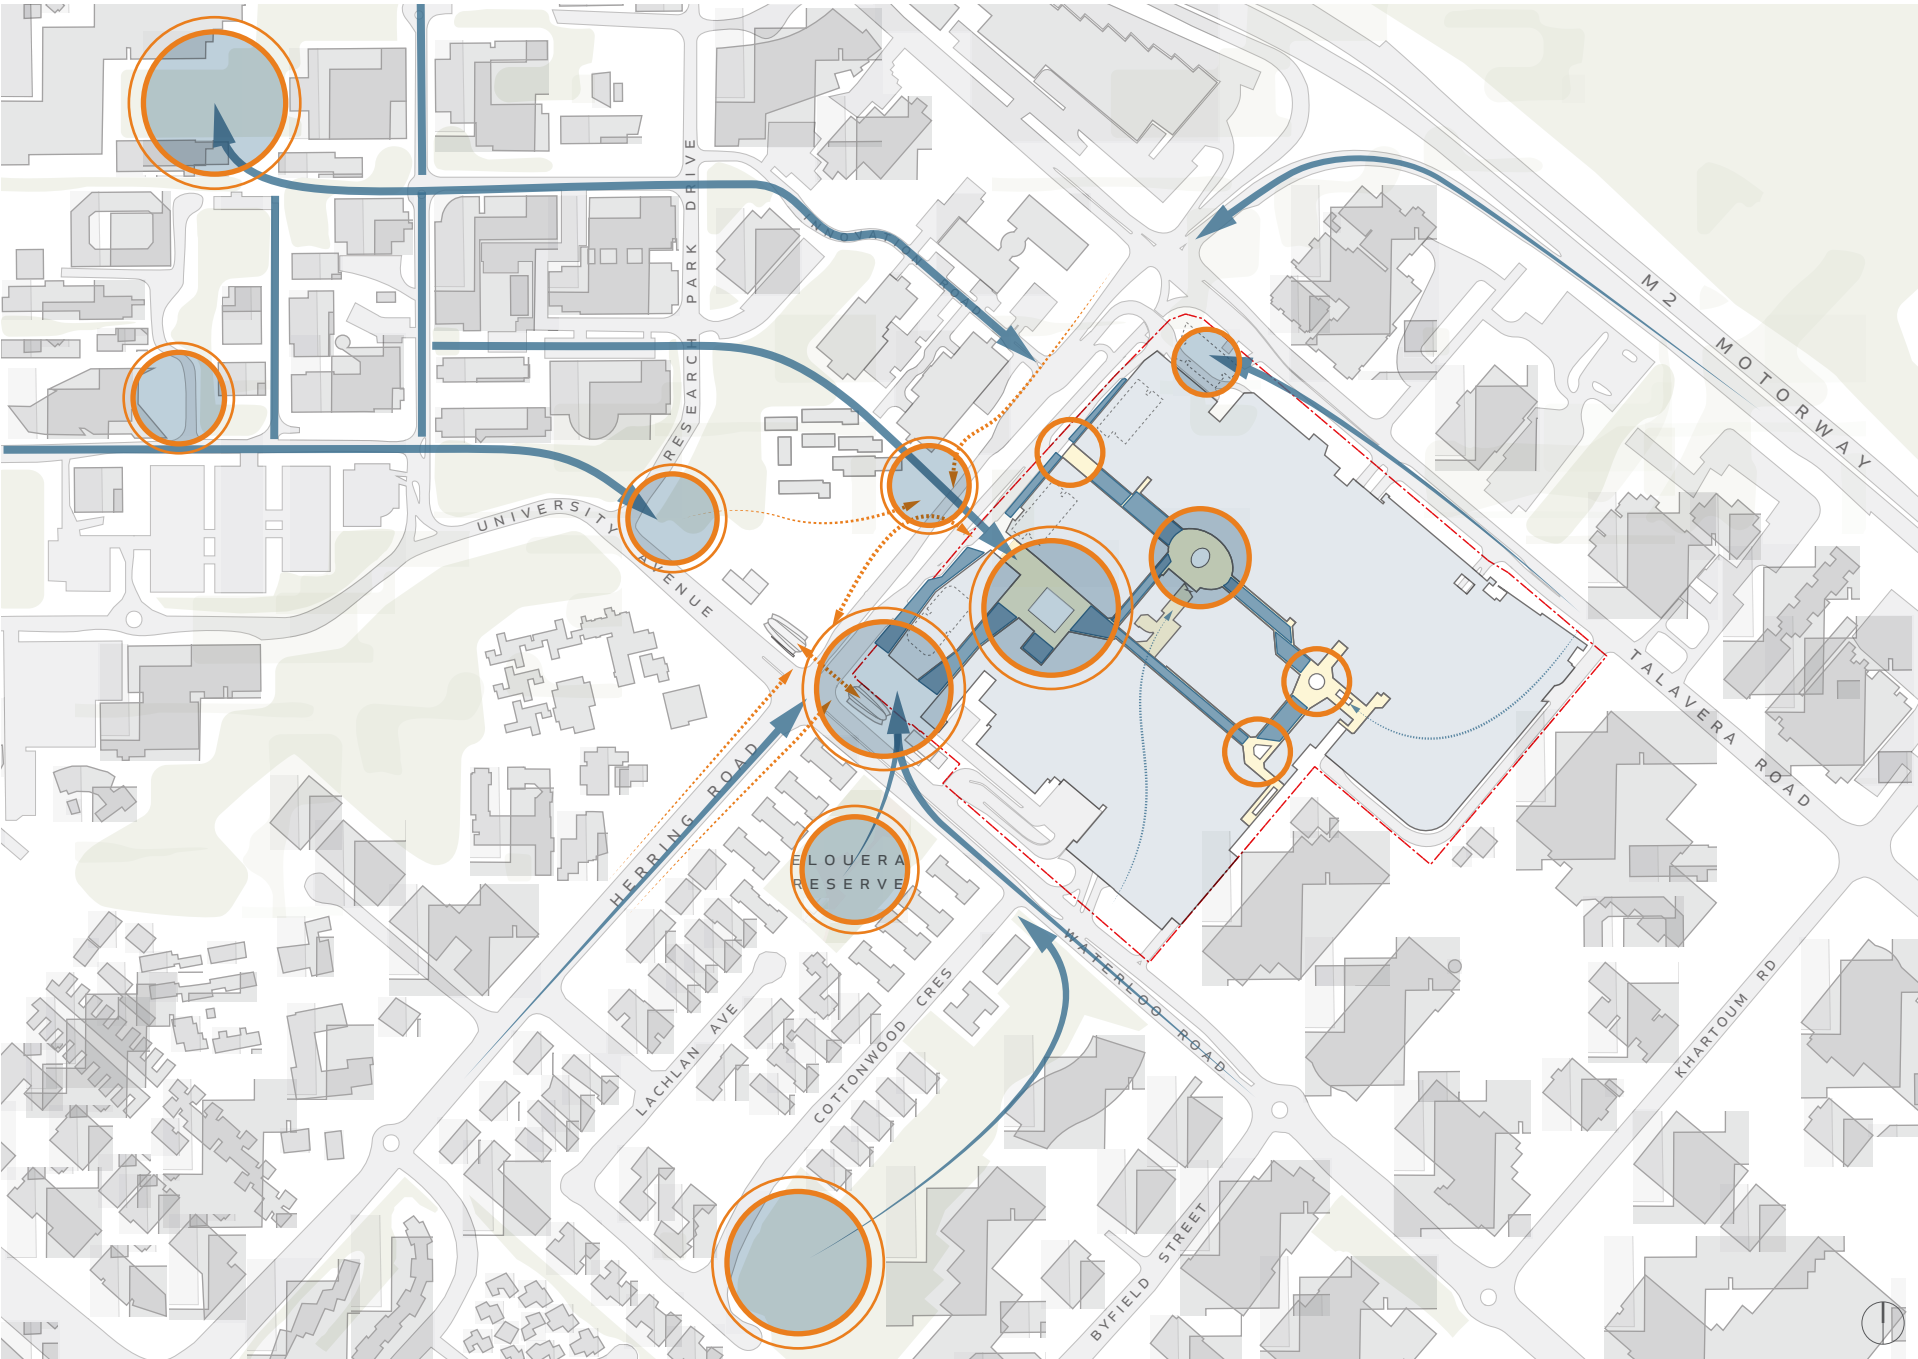 RESEARCH PARK DRIVE
INNOVATION ROAD
M2 MOTORWAY
UNIVERSITY AVENUE
TALAVERA ROAD
HERRING ROAD
ELOUERA
RESERVE
WATERLOO ROAD
LACHLAN AVE
COTTONWOOD CRES
KHARTOUM RD
BYFIELD STREET